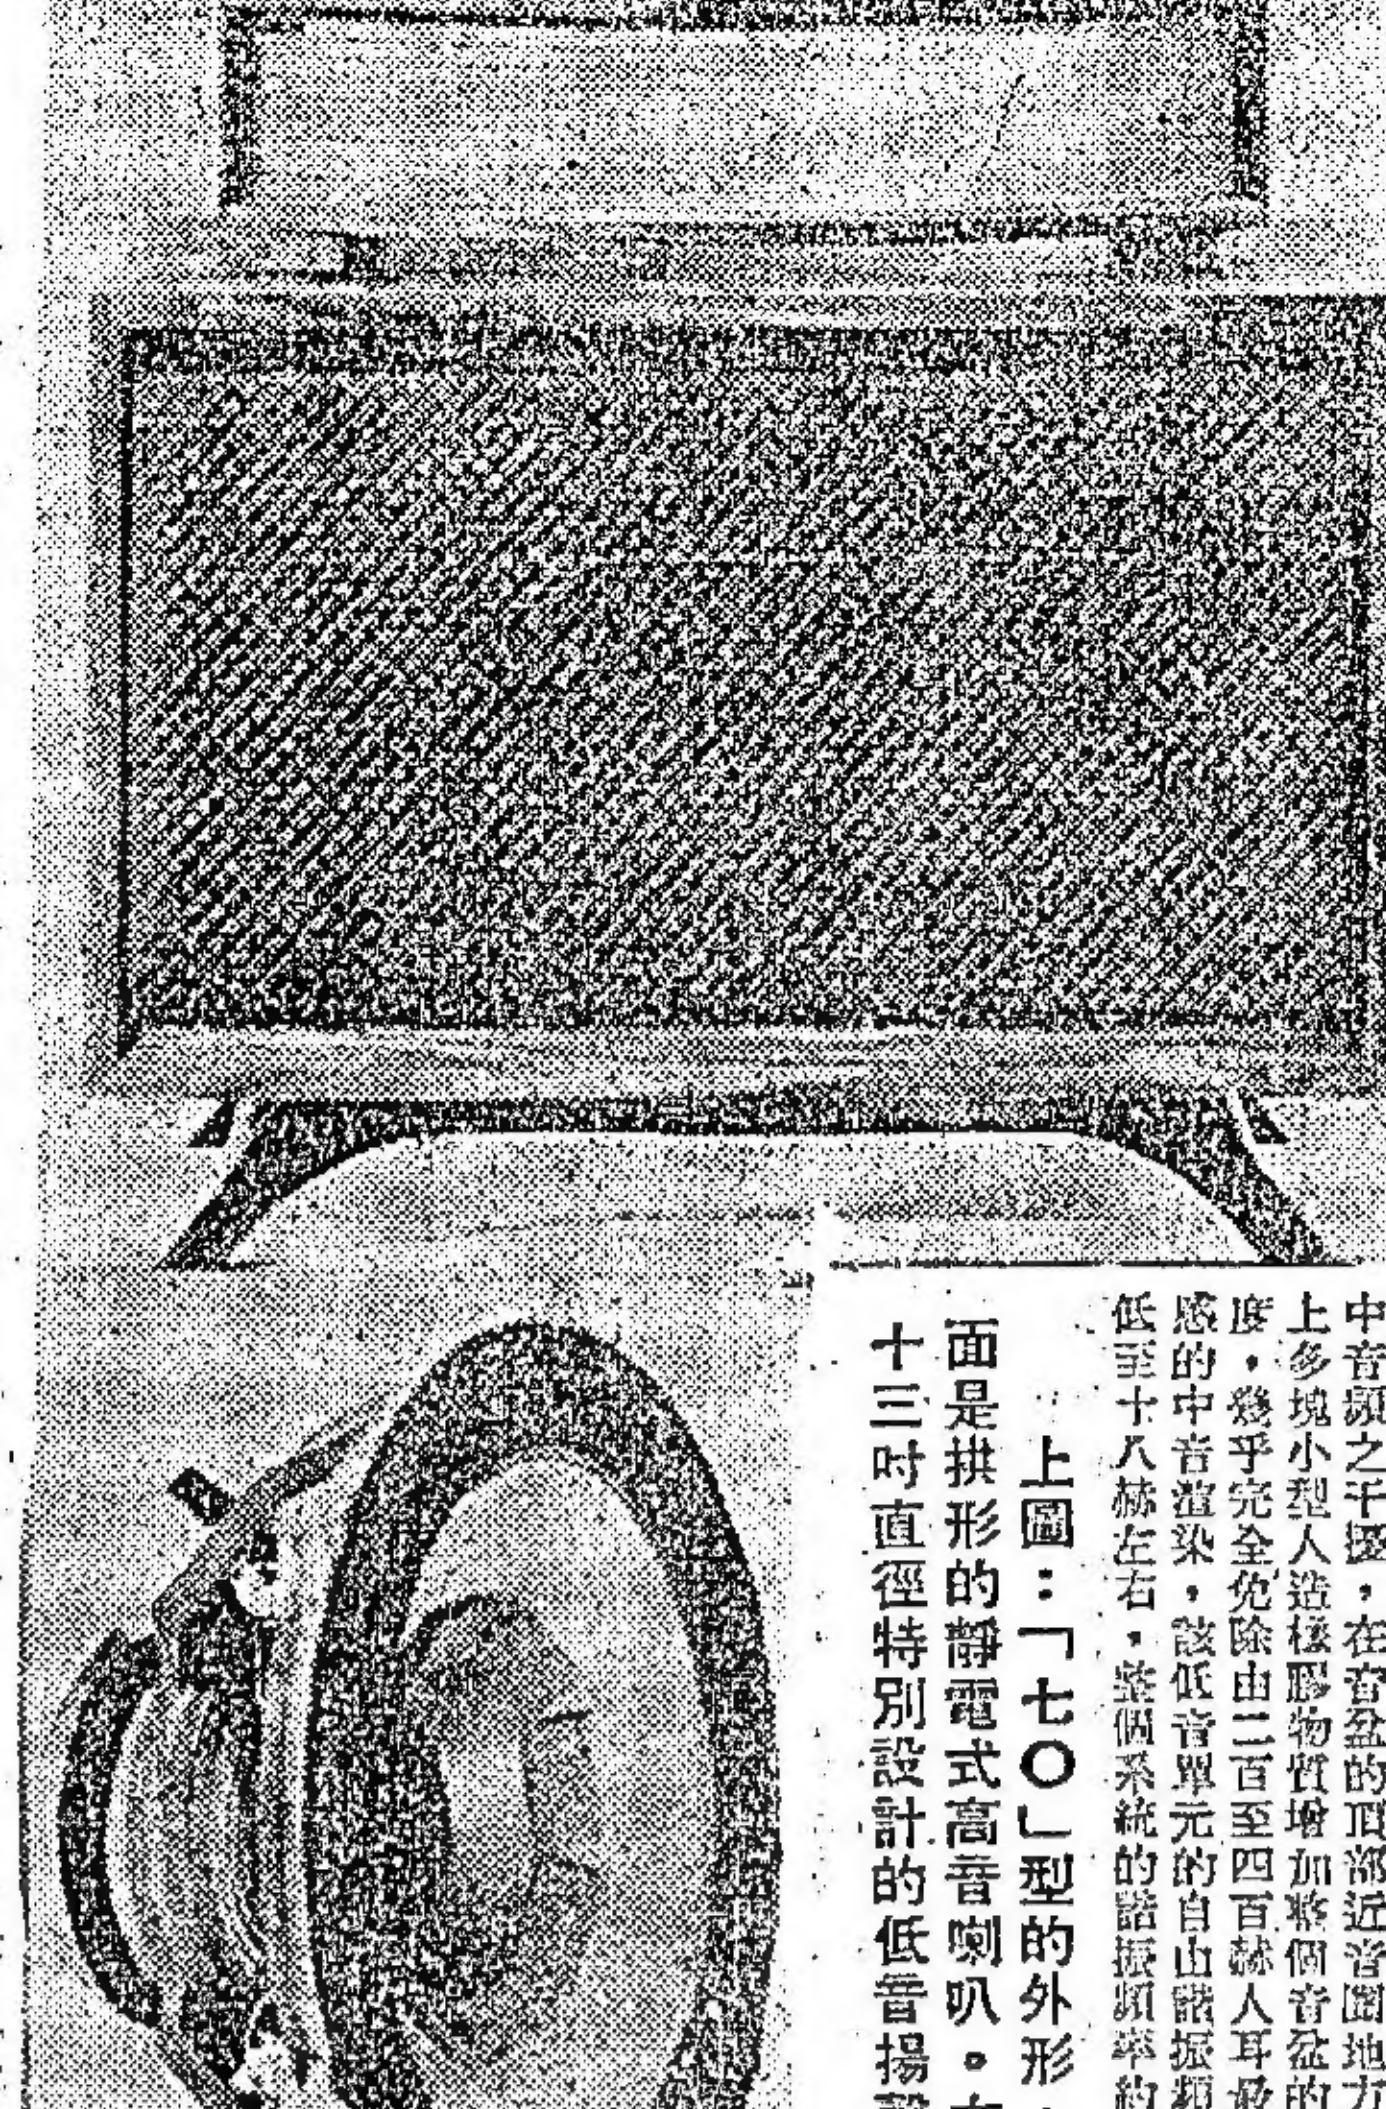 中音頻之干擾，在音盆的頂部近音圈地方
上多塊小型人造橡膠物質增加整個音盆的
度，幾乎完全免除由二百至四百赫人耳最
感的中音渲染，該低音單元的自由諧振頻
低至十八赫左右，整個系統的諧振頻率約
上圖：「七〇」型的外形
面是拱形的靜電式高音喇叭。
十三吋直徑特別設計的低音揚